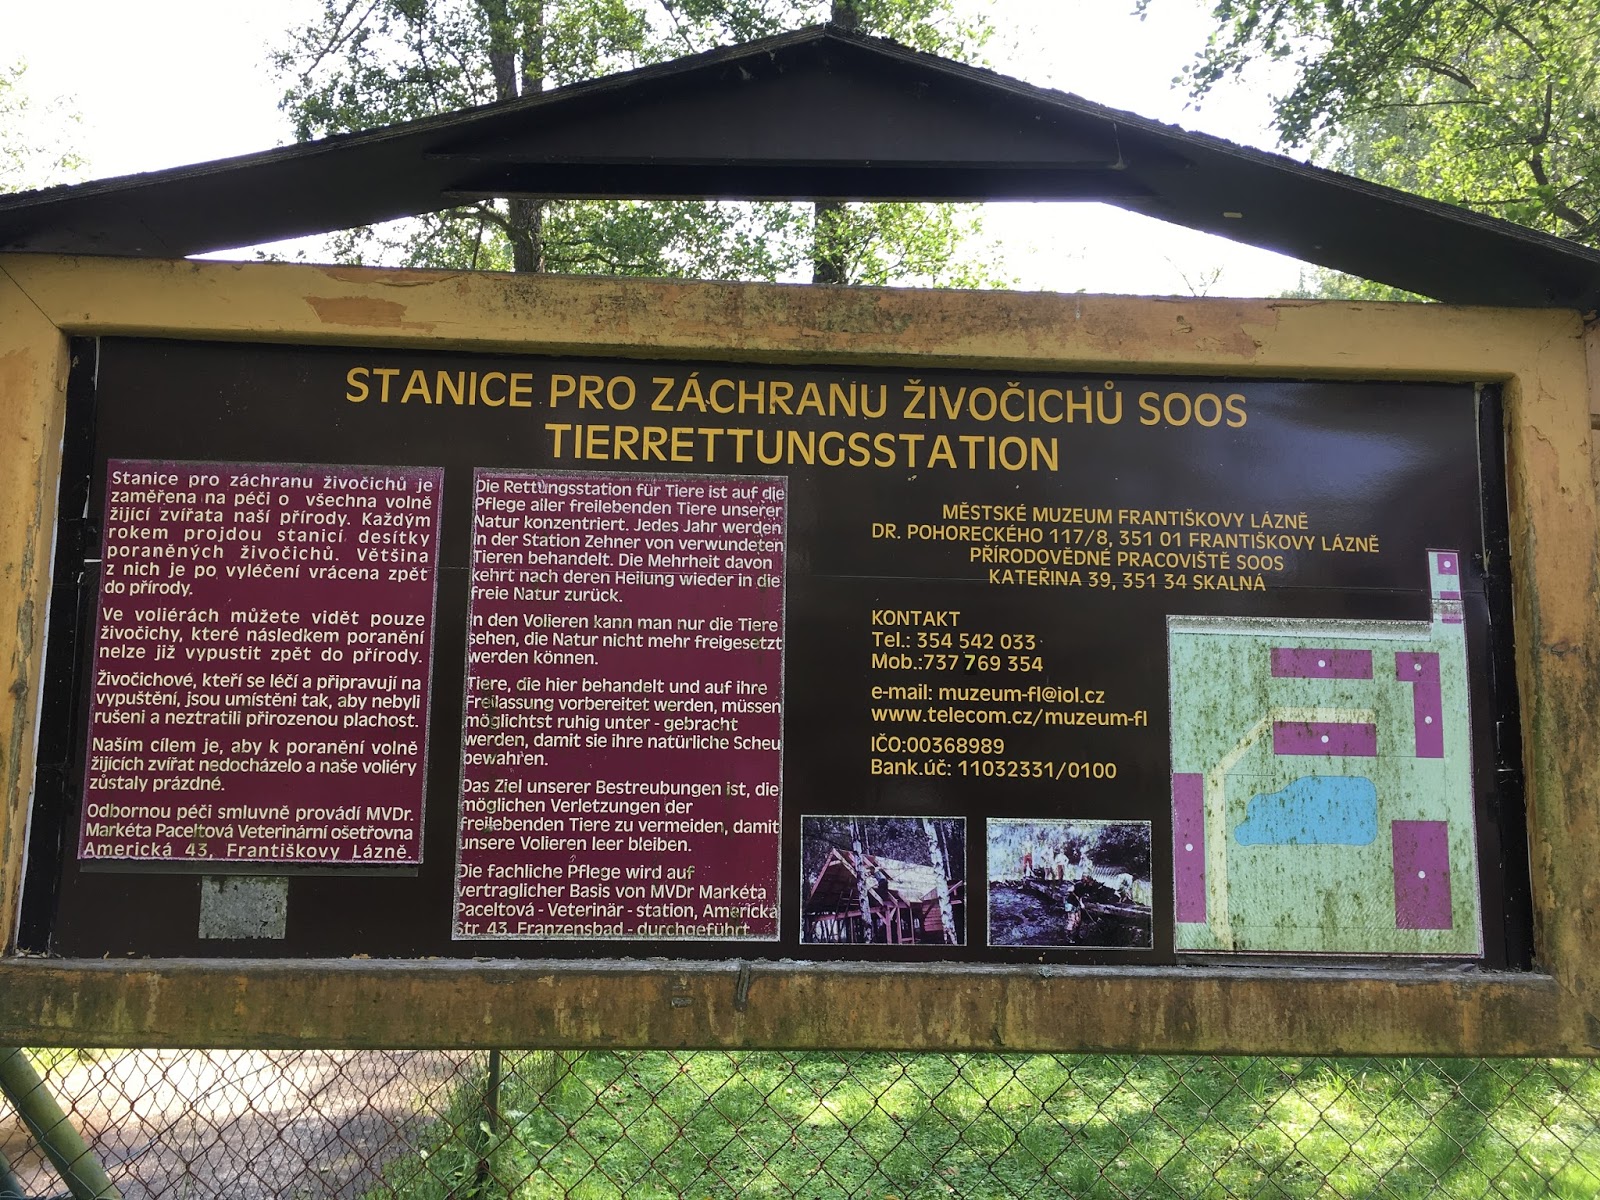 STANICE PRO ZÁCHRANU ŽIVOČICHŮ SOOS
TIERRETTUNGSSTATION
Stanice pro záchranu živočichů je
zaměřena na péči o všechna volně
žijící zvířata naší přírody. Každým
rokem projdou stanicí desítky
poraněných živočichů. Většina
z nich je po vyléčení vrácena zpět
do přírody.
Ve voliérách můžete vidět pouze
živočichy, které následkem poranění
nelze již vypustit zpět do přírody.
Živočichové, kteří se léčí a připravují na
vypuštění, jsou umístěni tak, aby nebyli
rušeni a neztratili přirozenou plachost.
Naším cílem je, aby k poranění volně
žijících zvířat nedocházelo a naše voliéry
zůstaly prázdné.
Odbornou péči smluvně provádí MVDr.
Markéta Paceltová Veterinární ošetřovna
Americká 43, Františkovy Lázně.
Die Rettungsstation für Tiere ist auf die
Pflege aller freilebenden Tiere unserer
Natur konzentriert. Jedes Jahr werden
in der Station Zehner von verwundeten
Tieren behandelt. Die Mehrheit davon
kehrt nach deren Heilung wieder in die
freie Natur zurück.
In den Volieren kann man nur die Tiere
sehen, die Natur nicht mehr freigesetzt
werden können.
Tiere, die hier behandelt und auf ihre
Freilassung vorbereitet werden, müssen
möglichtst ruhig unter - gebracht
werden, damit sie ihre natürliche Scheu
bewahren.
Das Ziel unserer Bestreubungen ist, die
möglichen Verletzungen der
freilebenden Tiere zu vermeiden, damit
unsere Volieren leer bleiben.
Die fachliche Pflege wird auf
vertraglicher Basis von MVDr Markéta
Paceltová - Veterinär - station, Americká
Str. 43, Franzensbad - durchgeführt
MĚSTSKÉ MUZEUM FRANTIŠKOVY LÁZNĚ
DR. POHORECKÉHO 117/8, 351 01 FRANTIŠKOVY LÁZNĚ
PŘÍRODOVĚDNÉ PRACOVIŠTĚ SOOS
KATEŘINA 39, 351 34 SKALNÁ
KONTAKT
Tel.: 354 542 033
Mob.:737 769 354
e-mail: muzeum-fl@iol.cz
www.telecom.cz/muzeum-fl
IČO:00368989
Bank.úč: 11032331/0100